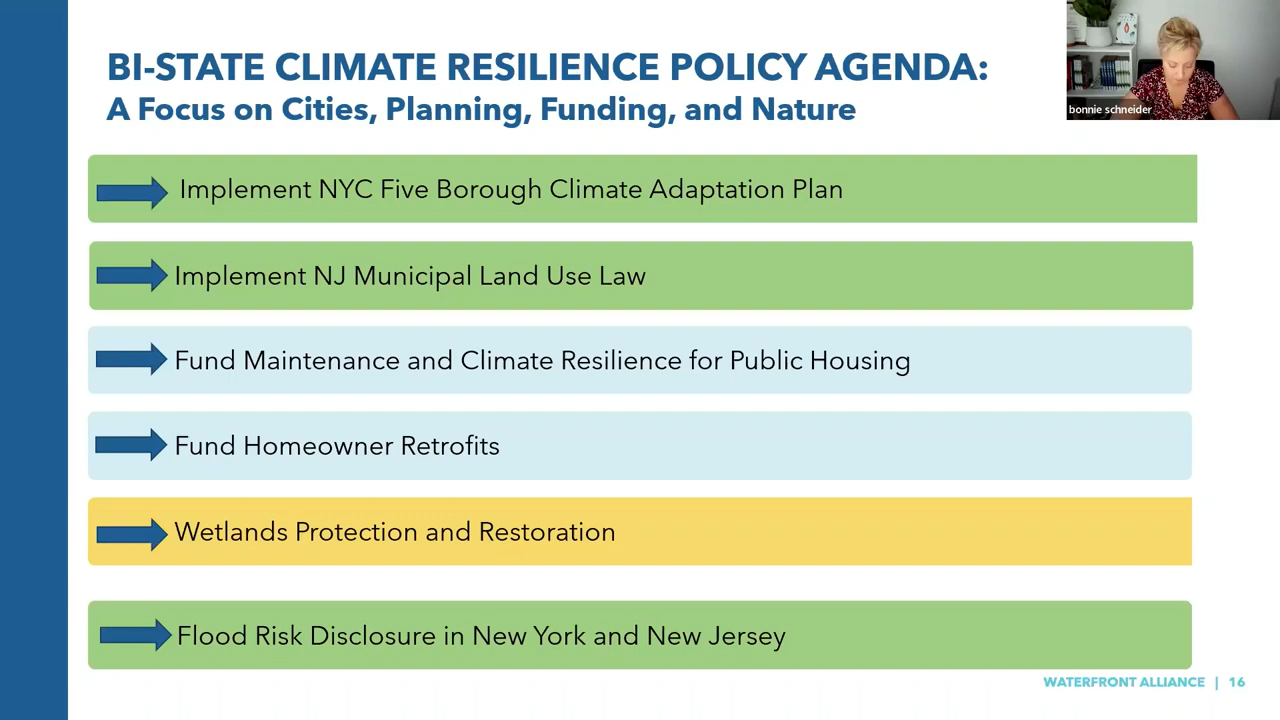 BI-STATE CLIMATE RESILIENCE POLICY AGENDA:
A Focus on Cities, Planning, Funding, and Nature
bonnie schneider
Implement NYC Five Borough Climate Adaptation Plan
Implement NJ Municipal Land Use Law
Fund Maintenance and Climate Resilience for Public Housing
Fund Homeowner Retrofits
Wetlands Protection and Restoration
Flood Risk Disclosure in New York and New Jersey
WATERFRONT ALLIANCE | 16